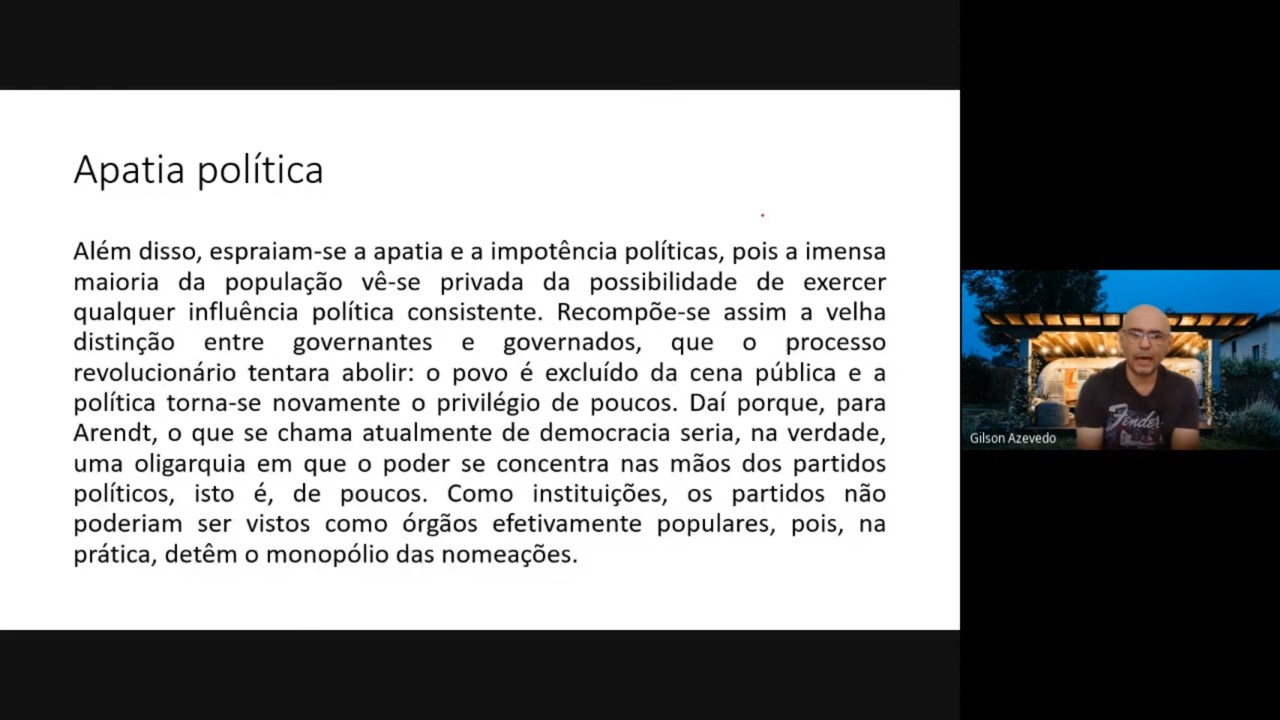 Apatia política
Além disso, espraiam-se a apatia e a impotência políticas, pois a imensa
maioria da população vê-se privada da possibilidade de exercer
qualquer influência política consistente. Recompõe-se assim a velha
distinção entre governantes e governados, que o processo
revolucionário tentara abolir: o povo é excluído da cena pública e a
política torna-se novamente o privilégio de poucos. Daí porque, para
Arendt, o que se chama atualmente de democracia seria, na verdade,
uma oligarquia em que o poder se concentra nas mãos dos partidos
políticos, isto é, de poucos. Como instituições, os partidos não
poderiam ser vistos como órgãos efetivamente populares, pois, na
prática, detêm o monopólio das nomeações.
Fender
Gilson Azevedo